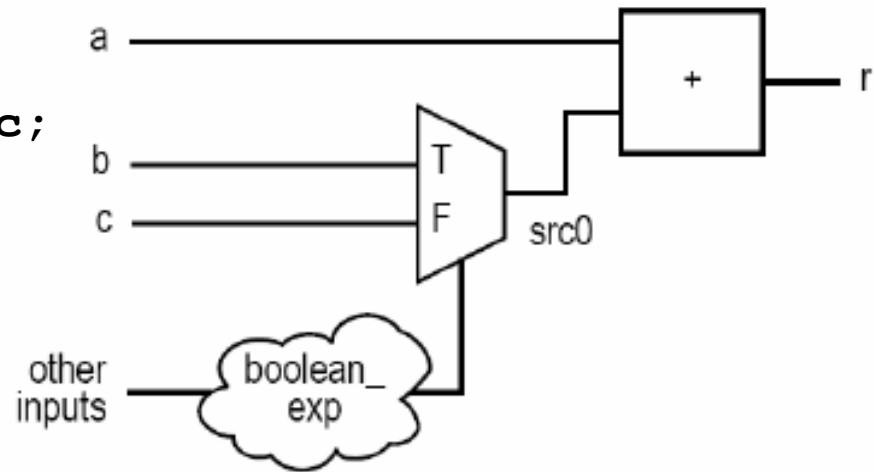 a
+
r
c;
b
T
c
F
src0
other
inputs
boolean_
exp